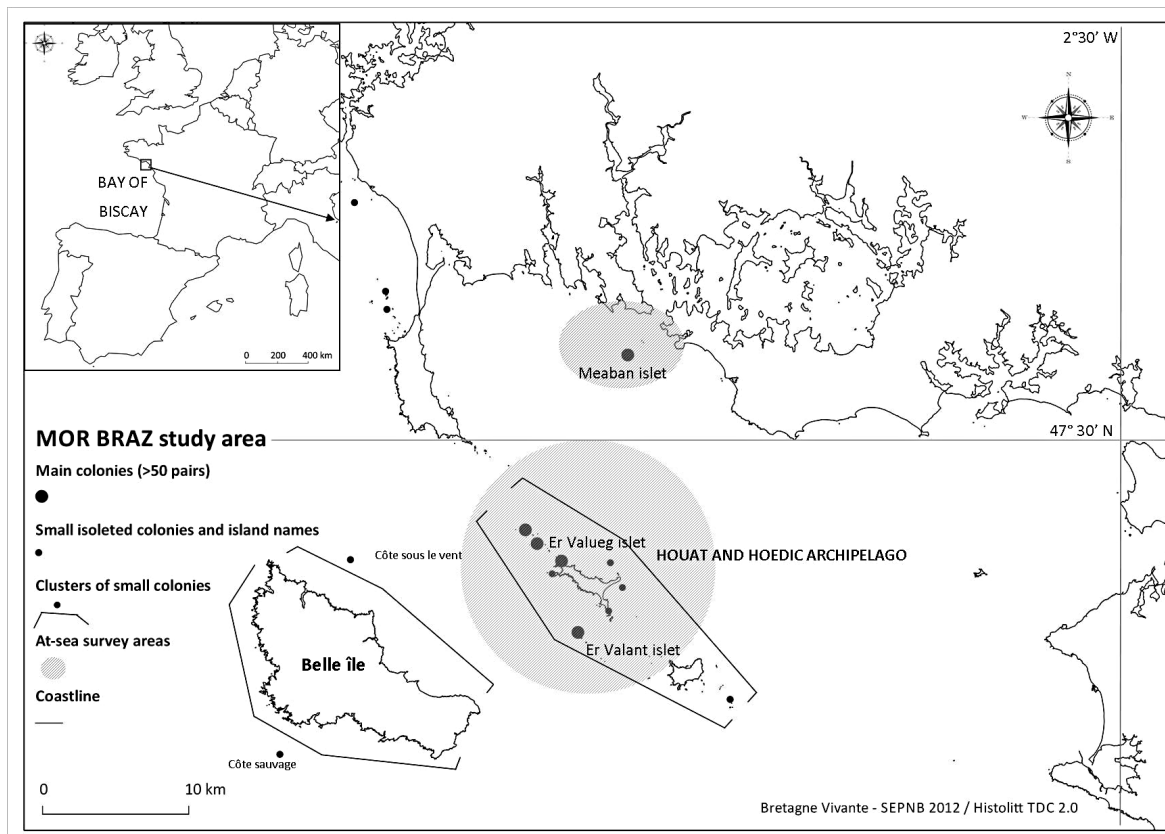 2°30' W
N
W
E
S
BAY OF
BISCAY
0 200 400 km
Meaban islet
MOR BRAZ study area
47° 30' N
Main colonies (>50 pairs)
Small isoleted colonies and island names
Clusters of small colonies
At-sea survey areas
Coastline
Côte sous le vent
Er Valueg islet
HOUAT AND HOEDIC ARCHIPELAGO
Er Valant islet
Belle île
Côte sauvage
0 10 km
Bretagne Vivante - SEPNB 2012 / Histolitt TDC 2.0